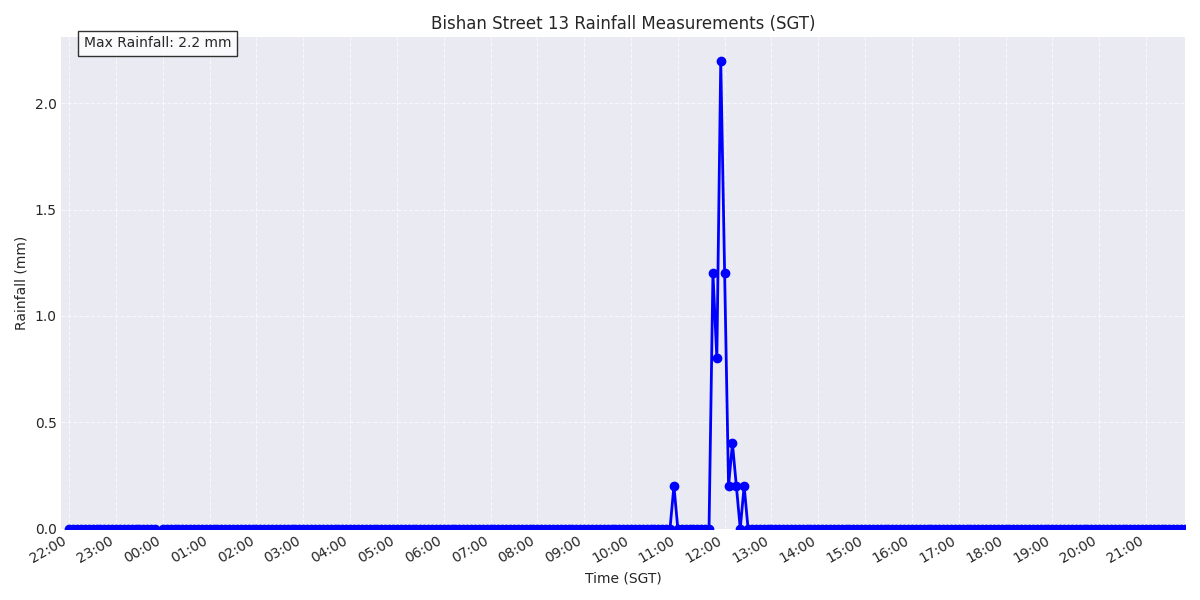 Bishan Street 13 Rainfall Measurements (SGT)
Max Rainfall: 2.2 mm
2.0
1.5
1.0
0.5
0.0
Rainfall (mm)
22:00 23:00 00:00 01:00 02:00 03:00 04:00 05:00 06:00 07:00 08:00 09:00 10:00 11:00 12:00 13:00 14:00 15:00 16:00 17:00 18:00 19:00 20:00 21:00
Time (SGT)